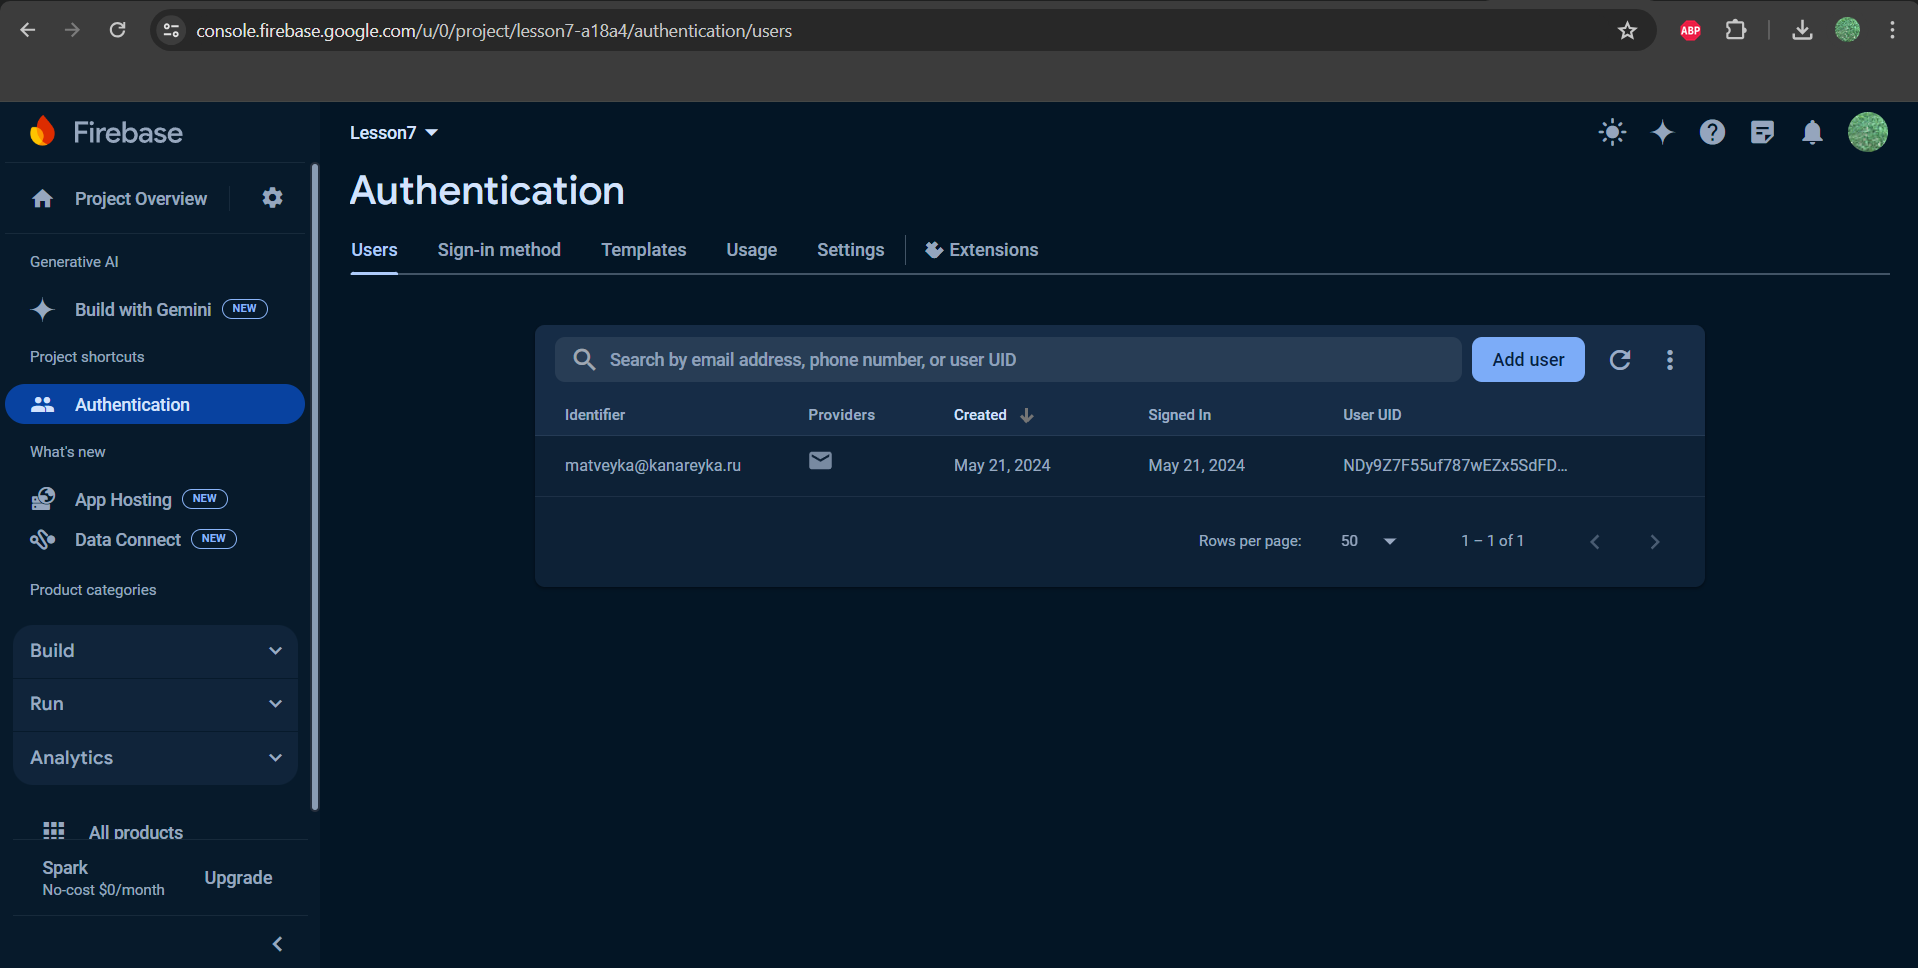 console.firebase.google.com/u/0/project/lesson7-a18a4/authentication/users
ABP
Firebase
Project Overview
Generative AI
Build with Gemini NEW
Project shortcuts
Authentication
What's new
App Hosting NEW
Data Connect NEW
Product categories
Build
Run
Analytics
All products
Spark
No-cost $0/month
Upgrade
Lesson7
Authentication
Users Sign-in method Templates Usage Settings Extensions
Search by email address, phone number, or user UID
Add user
Identifier Providers Created Signed In User UID
matveyka@kanareyka.ru May 21, 2024 May 21, 2024 NDy9Z7F55uf787wEZx5SdFD...
Rows per page: 50 1 – 1 of 1